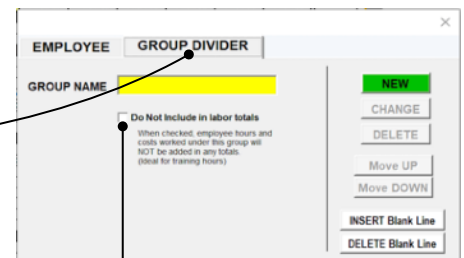 EMPLOYEE GROUP DIVIDER
GROUP NAME
Do Not Include in labor totals
When checked, employee hours and
costs worked under this group will
NOT be added in any totals.
(Ideal for training hours)
NEW
CHANGE
DELETE
Move UP
Move DOWN
INSERT Blank Line
DELETE Blank Line